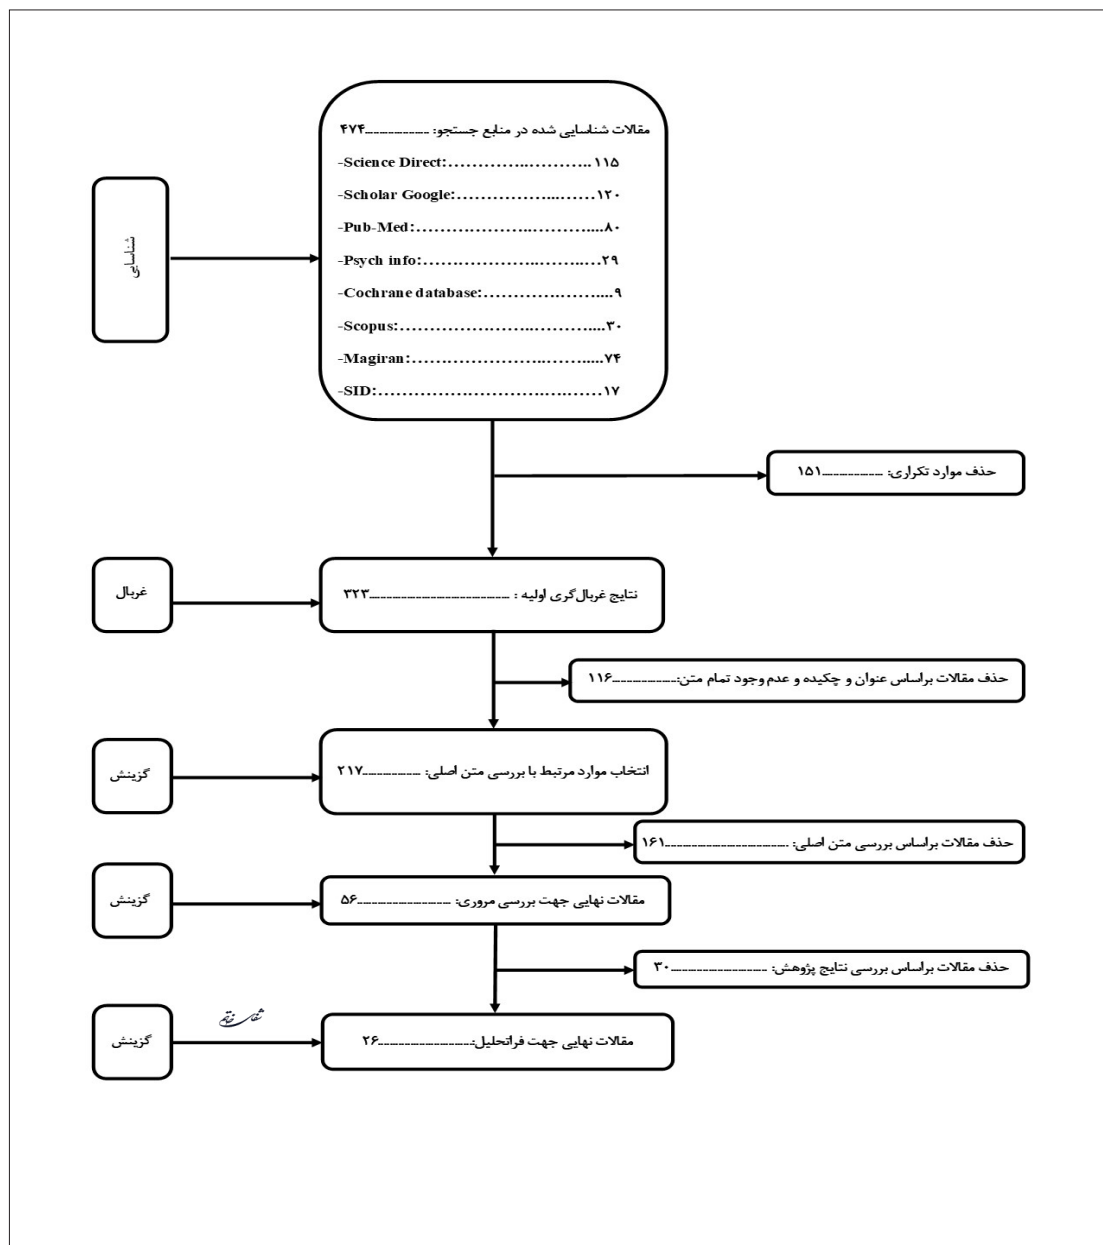 مقالات شناسایی شده در منابع جستجو: ..................۴۷۴
-Science Direct:..............................۱۱۵
-Scholar Google:..........................۱۲۰
-Pub-Med:..................................۸۰
-Psych info:................................۲۹
-Cochrane database:......................۹
-Scopus:.....................................۳۰
-Magiran:...................................۷۴
-SID:..........................................۱۷
شناسایی
حذف موارد تکراری: ..................۱۵۱
غربال
نتایج غربال‌گری اولیه : ..................................۳۲۳
حذف مقالات براساس عنوان و چکیده و عدم وجود تمام متن:..................۱۱۶
گزینش
انتخاب موارد مرتبط با بررسی متن اصلی: ..................۲۱۷
حذف مقالات براساس بررسی متن اصلی: ..................................۱۶۱
گزینش
مقالات نهایی جهت بررسی مروری: ..........................۵۶
حذف مقالات براساس بررسی نتایج پژوهش: ..........................۳۰
گزینش
شفای خاتم
مقالات نهایی جهت فراتحلیل:..........................۲۶